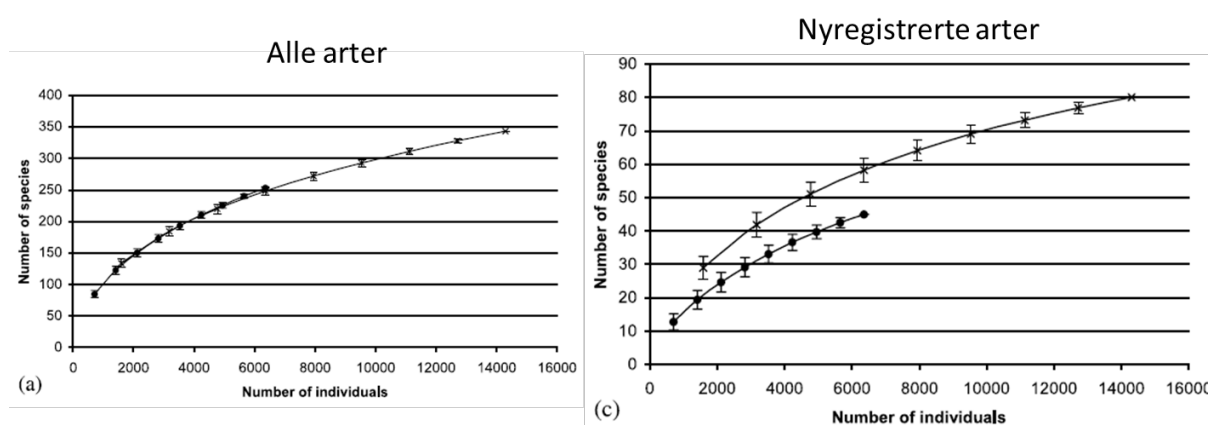 Alle arter
Number of species
400
350
300
250
200
150
100
50
0
0 2000 4000 6000 8000 10000 12000 14000 16000
(a)
Number of individuals
Nyregistrerte arter
Number of species
90
80
70
60
50
40
30
20
10
0
0 2000 4000 6000 8000 10000 12000 14000 16000
(c)
Number of individuals